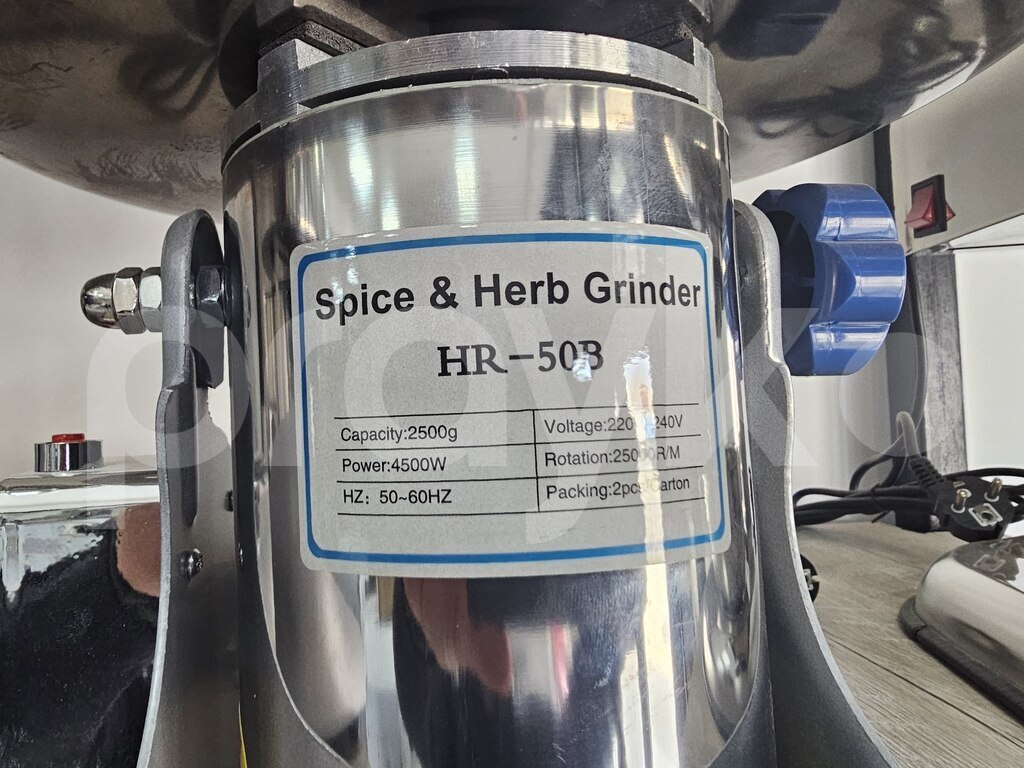 Spice & Herb Grinder
HR-50B
Capacity:2500g
Voltage:220 240V
Power:4500W
Rotation:25000R/M
HZ: 50~60HZ
Packing:2pcs/Carton
prayko